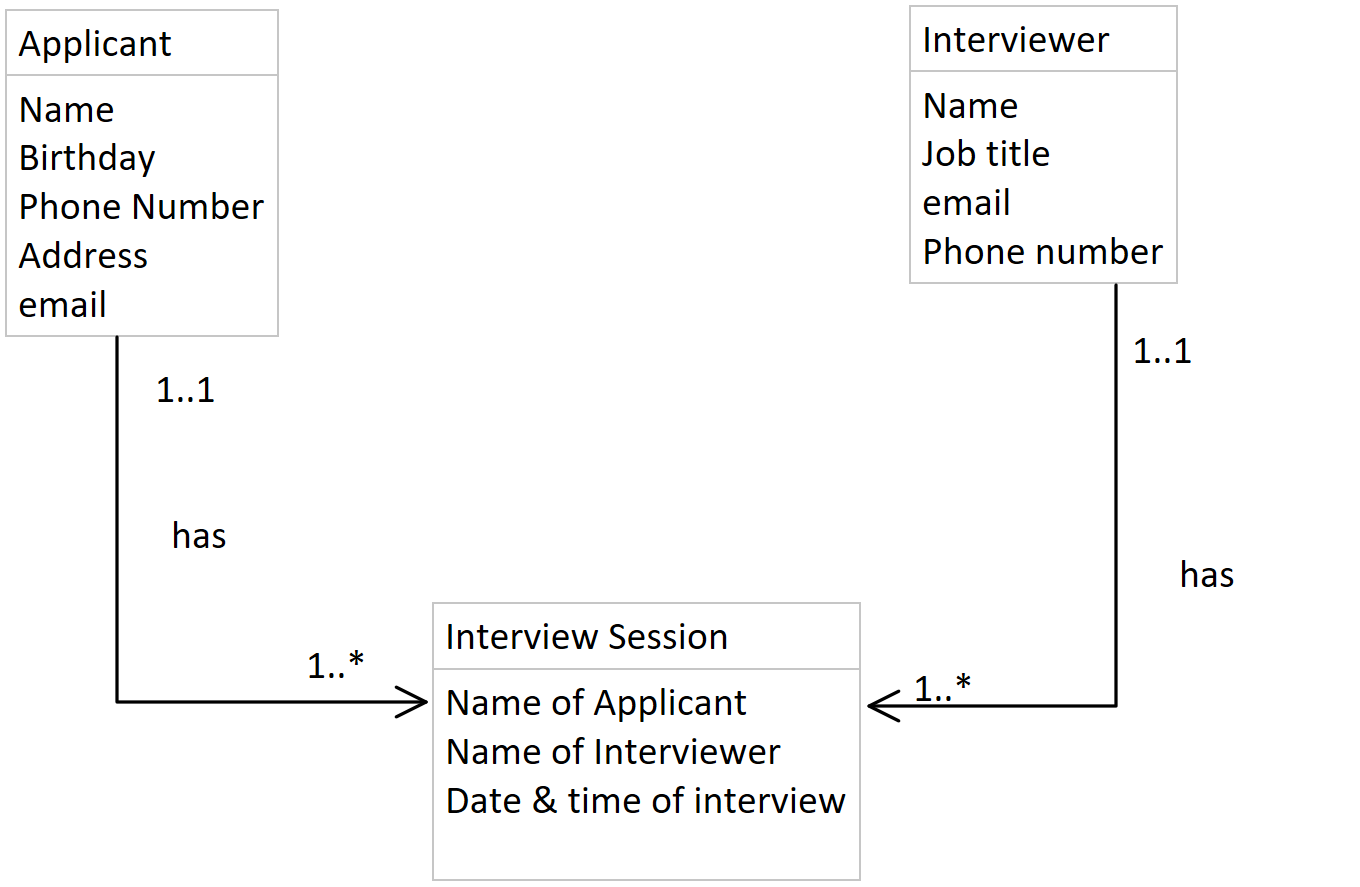 Applicant
Name
Birthday
Phone Number
Address
email
Interviewer
Name
Job title
email
Phone number
1..1
1..1
has
has
1..*
1..*
Interview Session
Name of Applicant
Name of Interviewer
Date & time of interview